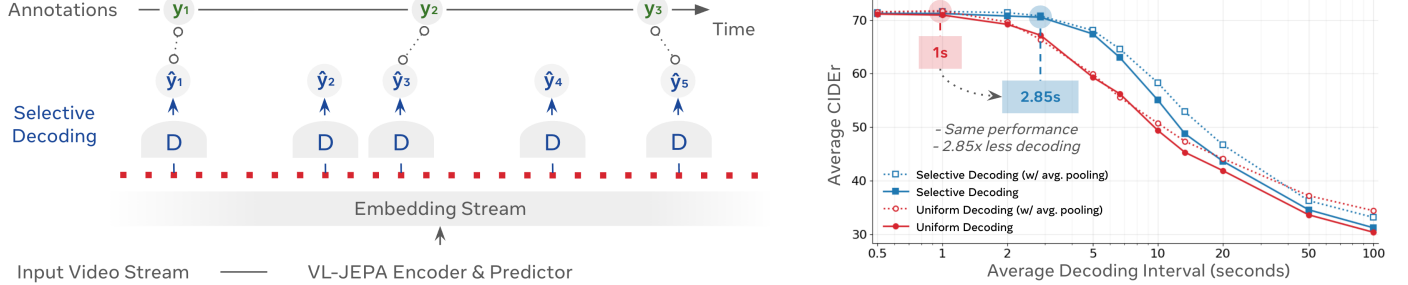 Annotations
y₁
y₂
y₃
Time
ŷ₁
ŷ₂
ŷ₃
ŷ₄
ŷ₅
Selective
Decoding
D
D
D
D
D
Embedding Stream
Input Video Stream
VL-JEPA Encoder & Predictor
Average CIDEr
70
60
50
40
30
1s
2.85s
- Same performance
- 2.85x less decoding
Selective Decoding (w/ avg. pooling)
Selective Decoding
Uniform Decoding (w/ avg. pooling)
Uniform Decoding
0.5
1
2
5
10
20
50
100
Average Decoding Interval (seconds)